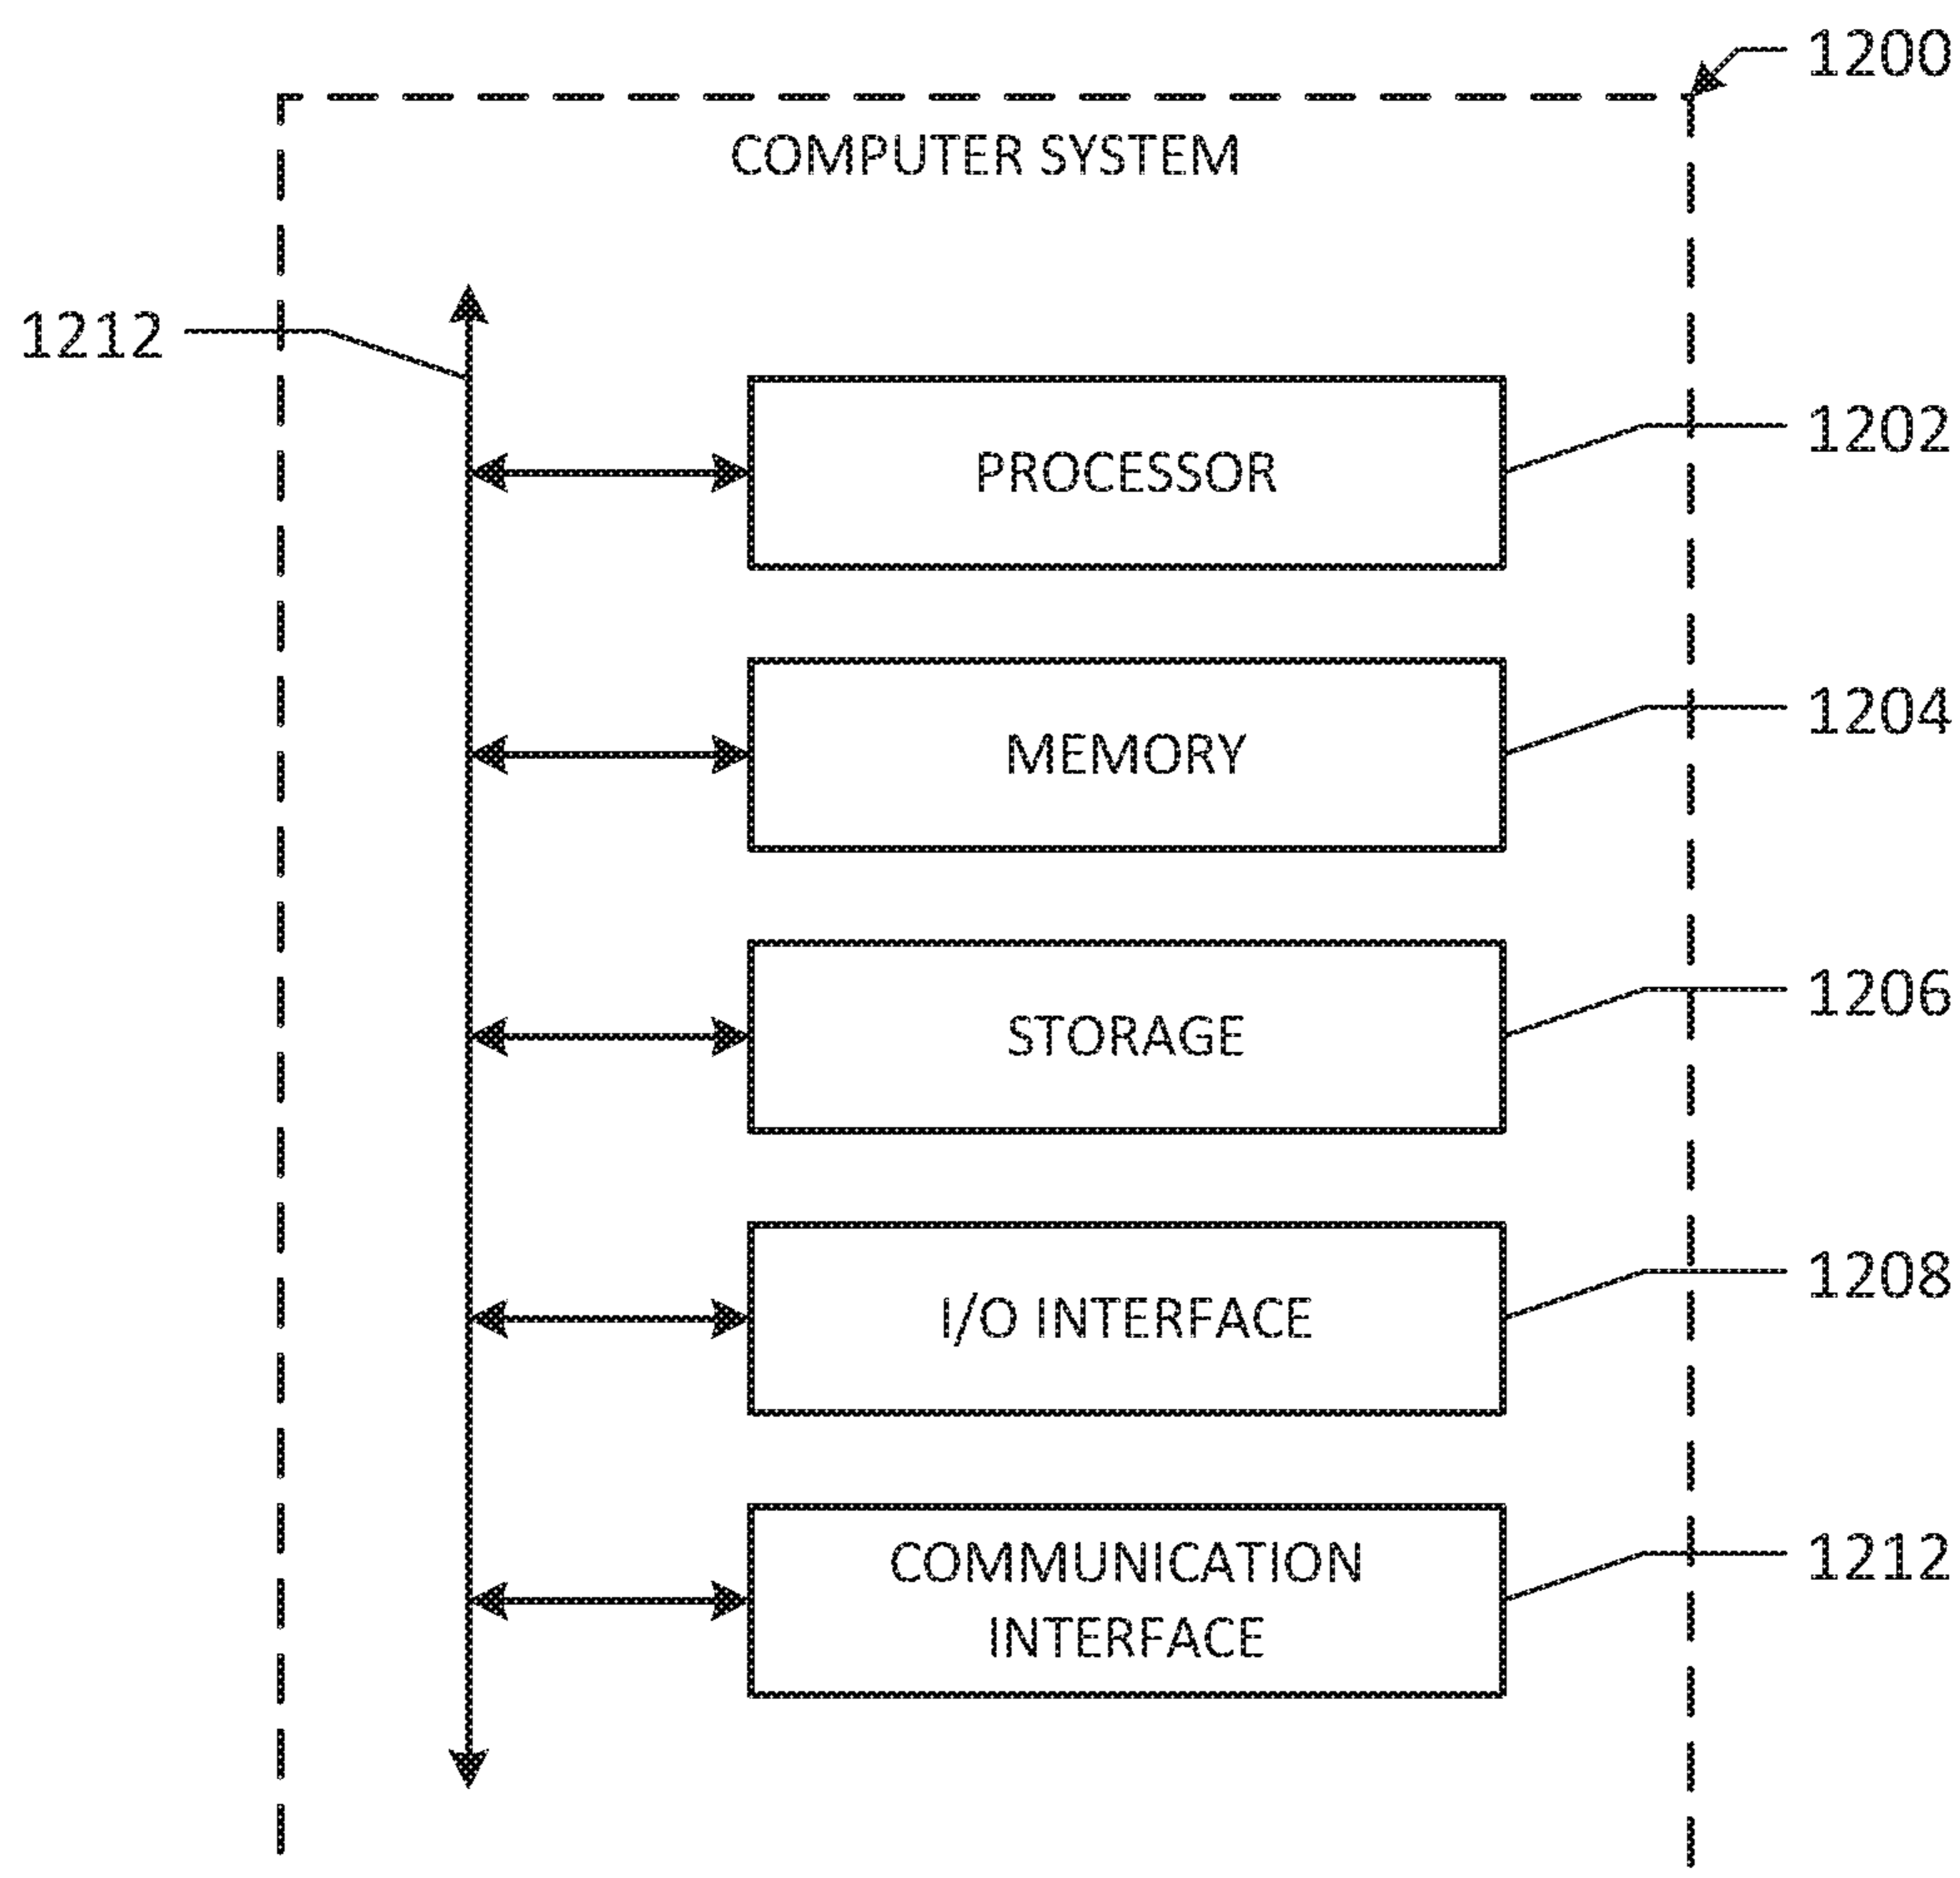 1200
COMPUTER SYSTEM
1212
PROCESSOR
1202
MEMORY
1204
STORAGE
1206
I/O INTERFACE
1208
COMMUNICATION
INTERFACE
1212